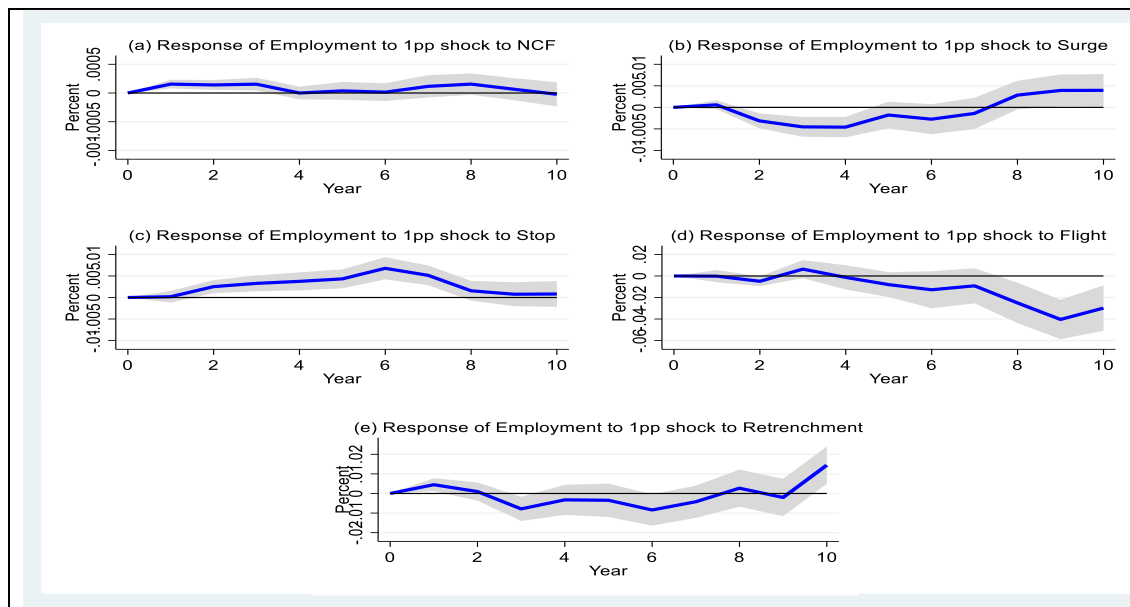 (a) Response of Employment to 1pp shock to NCF
Percent
-.001-.0005 0 .0005
0 2 4 6 8 10
Year
(b) Response of Employment to 1pp shock to Surge
Percent
-.01-.005 0 .005 .01
0 2 4 6 8 10
Year
(c) Response of Employment to 1pp shock to Stop
Percent
-.01-.005 0 .005 .01
0 2 4 6 8 10
Year
(d) Response of Employment to 1pp shock to Flight
Percent
-.06-.04-.02 0 .02
0 2 4 6 8 10
Year
(e) Response of Employment to 1pp shock to Retrenchment
Percent
-.02-.01 0 .01 .02
0 2 4 6 8 10
Year